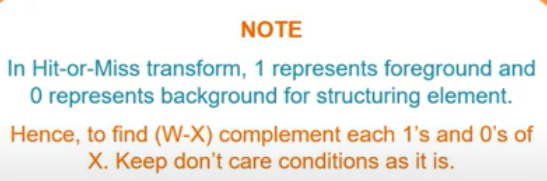 NOTE
In Hit-or-Miss transform, 1 represents foreground and
0 represents background for structuring element.
Hence, to find (W-X) complement each 1's and 0's of
X. Keep don't care conditions as it is.